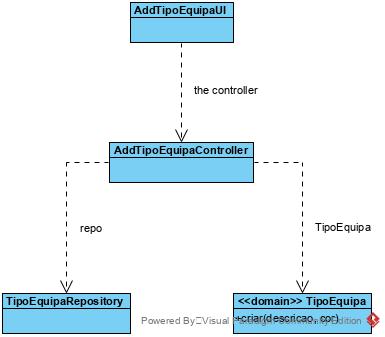 AddTipoEquipaUI
the controller
AddTipoEquipaController
repo
TipoEquipa
TipoEquipaRepository
<<domain>> TipoEquipa
+criar(descricao, cor)
Powered By Visual Paradigm Community Edition